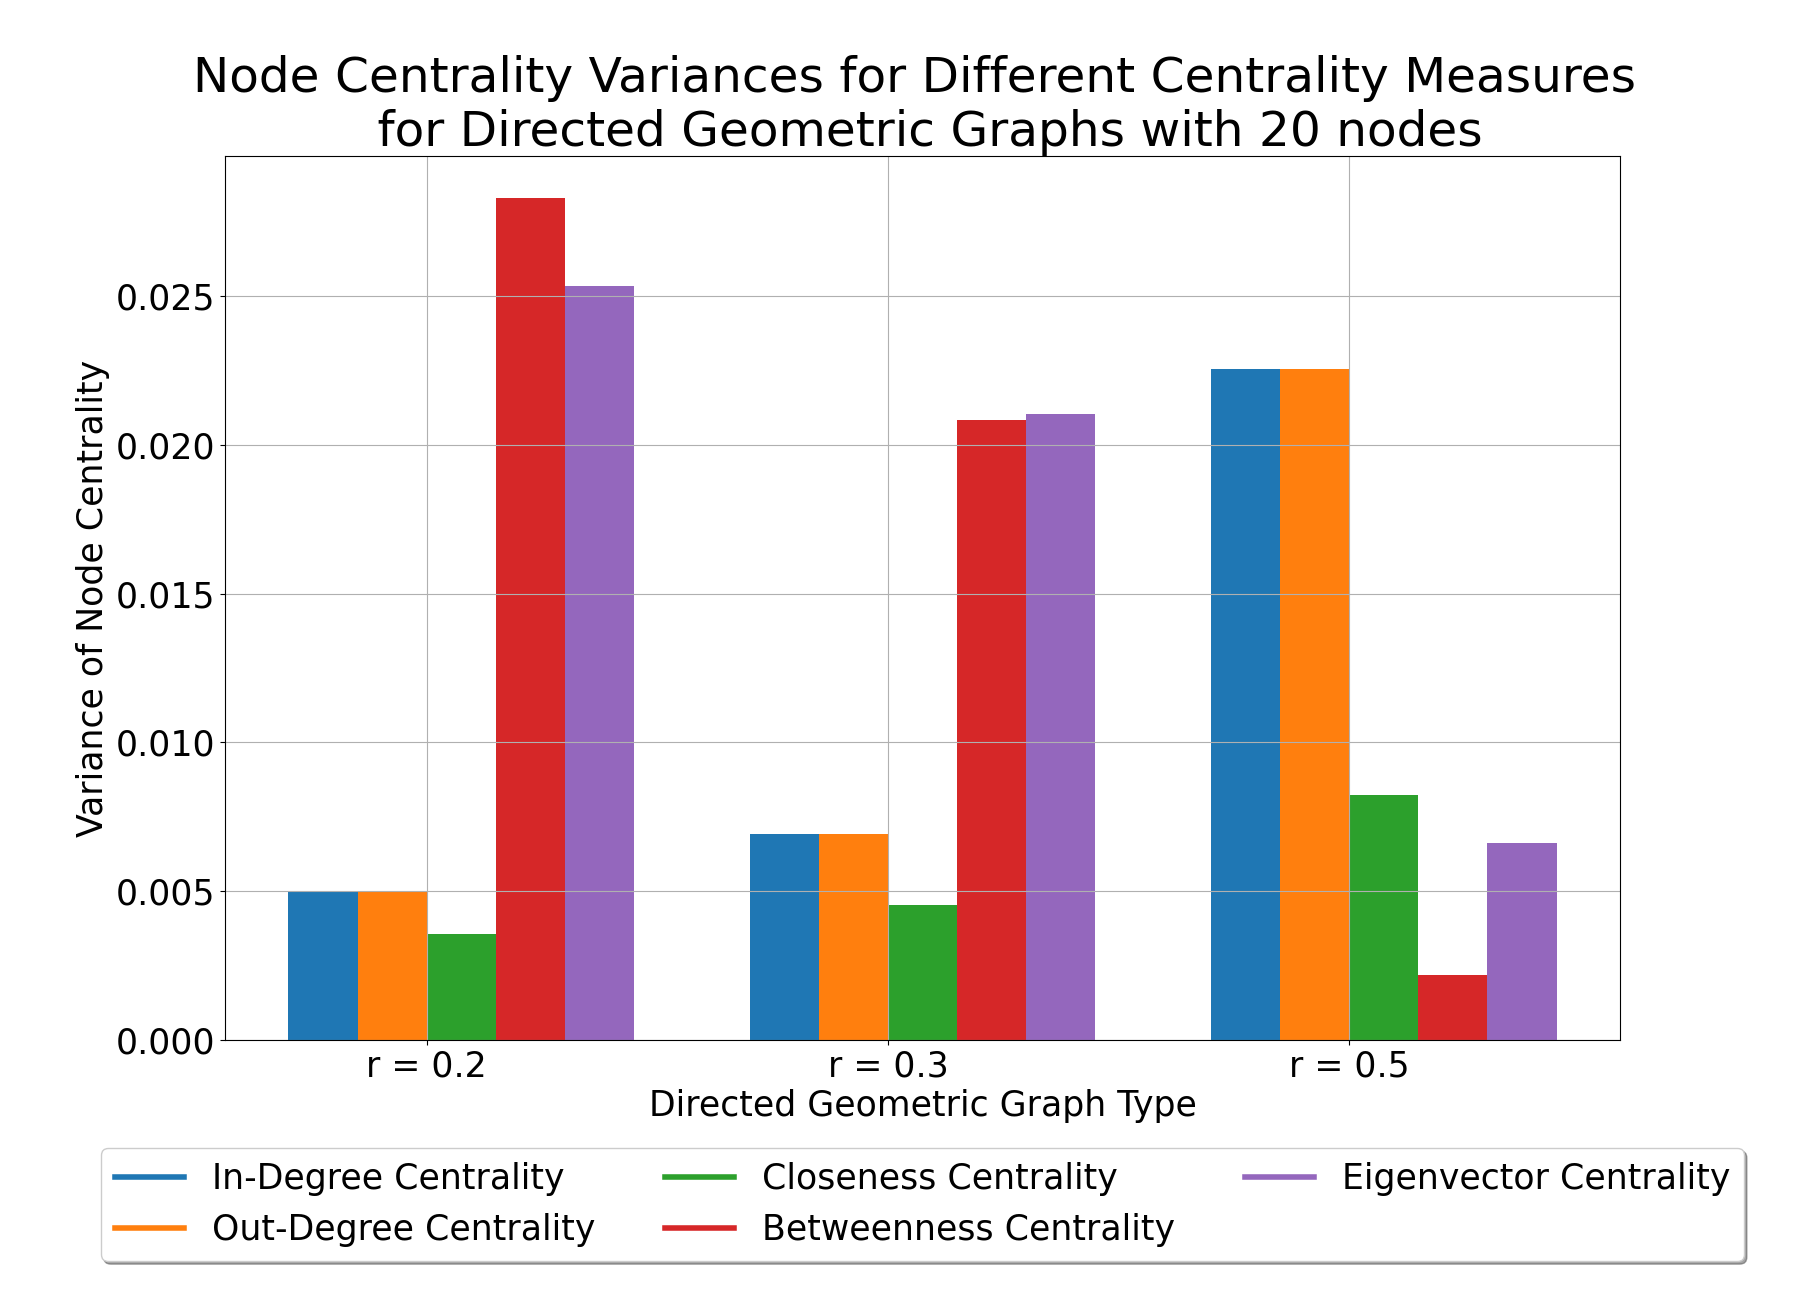 Node Centrality Variances for Different Centrality Measures
for Directed Geometric Graphs with 20 nodes
Variance of Node Centrality
0.025
0.020
0.015
0.010
0.005
0.000
r = 0.2
r = 0.3
r = 0.5
Directed Geometric Graph Type
In-Degree Centrality
Out-Degree Centrality
Closeness Centrality
Betweenness Centrality
Eigenvector Centrality